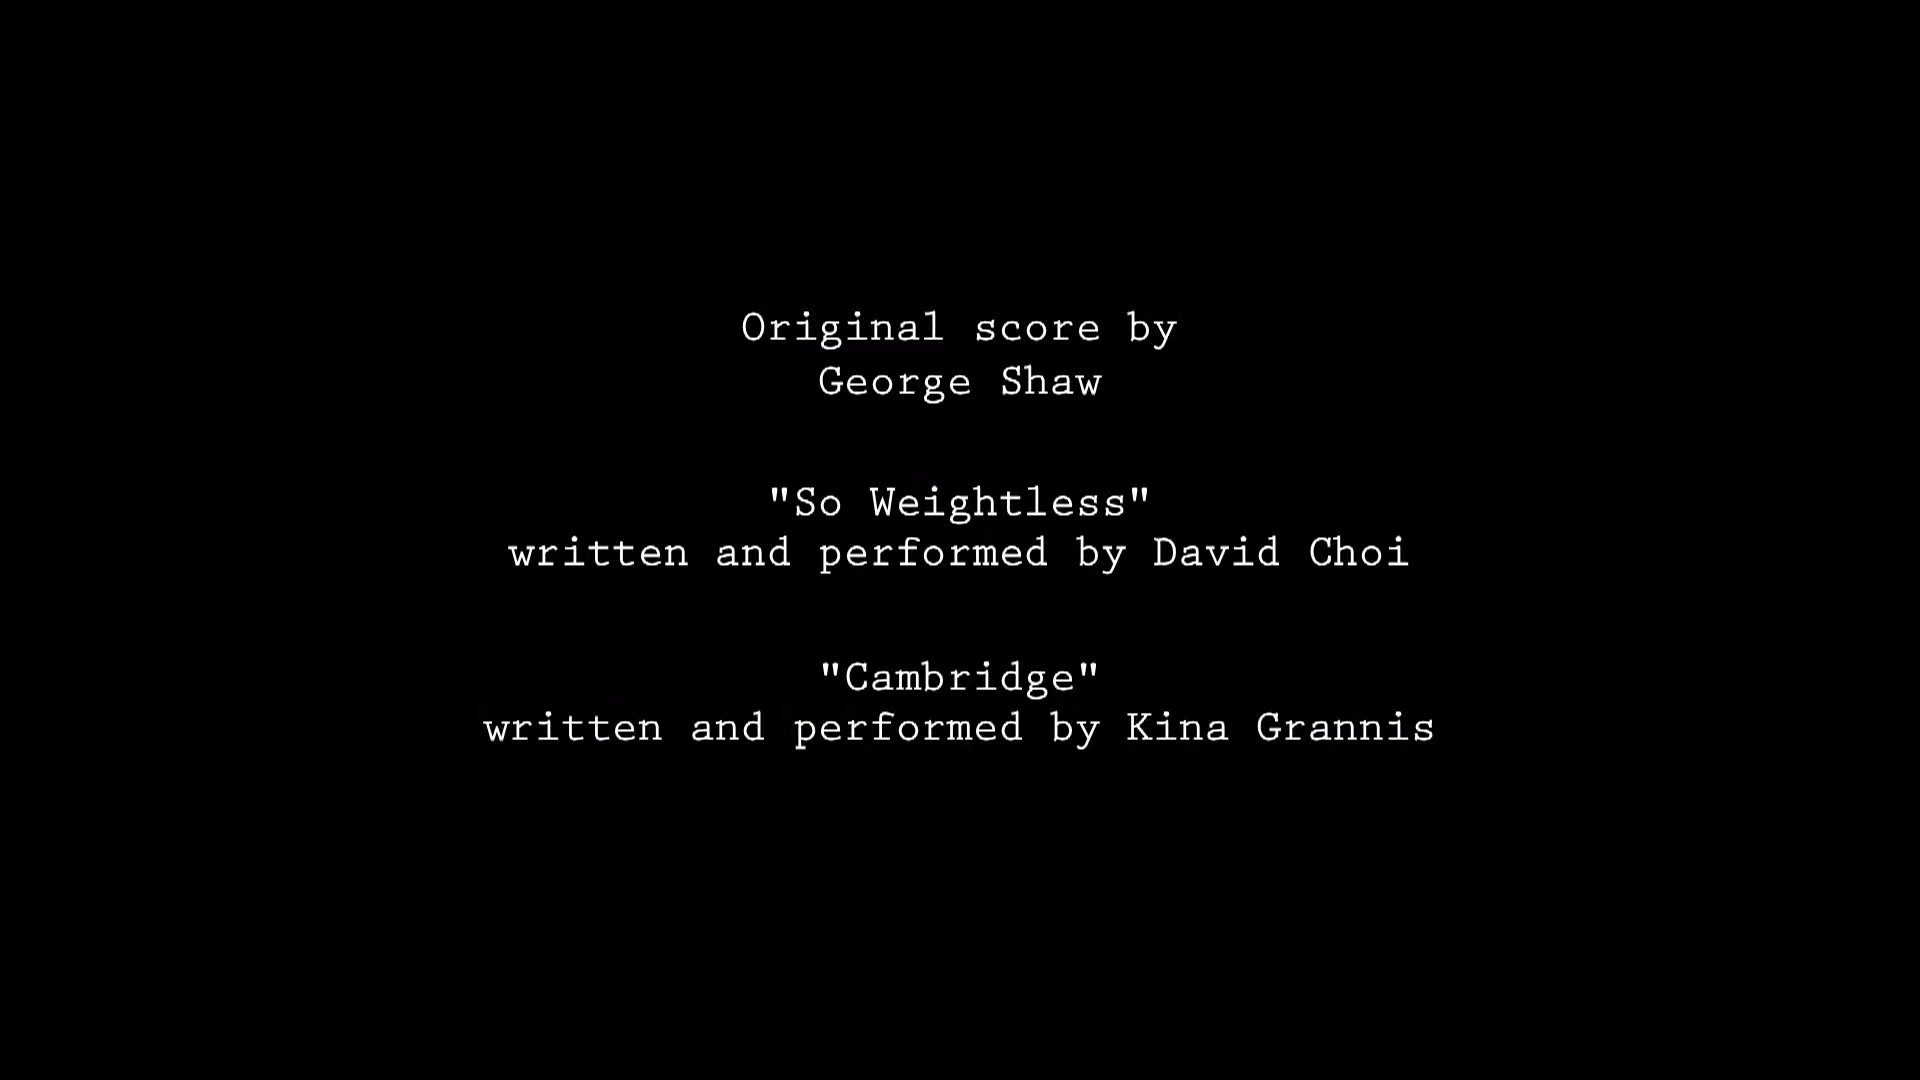 Original score by
George Shaw
"So Weightless"
written and performed by David Choi
"Cambridge"
written and performed by Kina Grannis